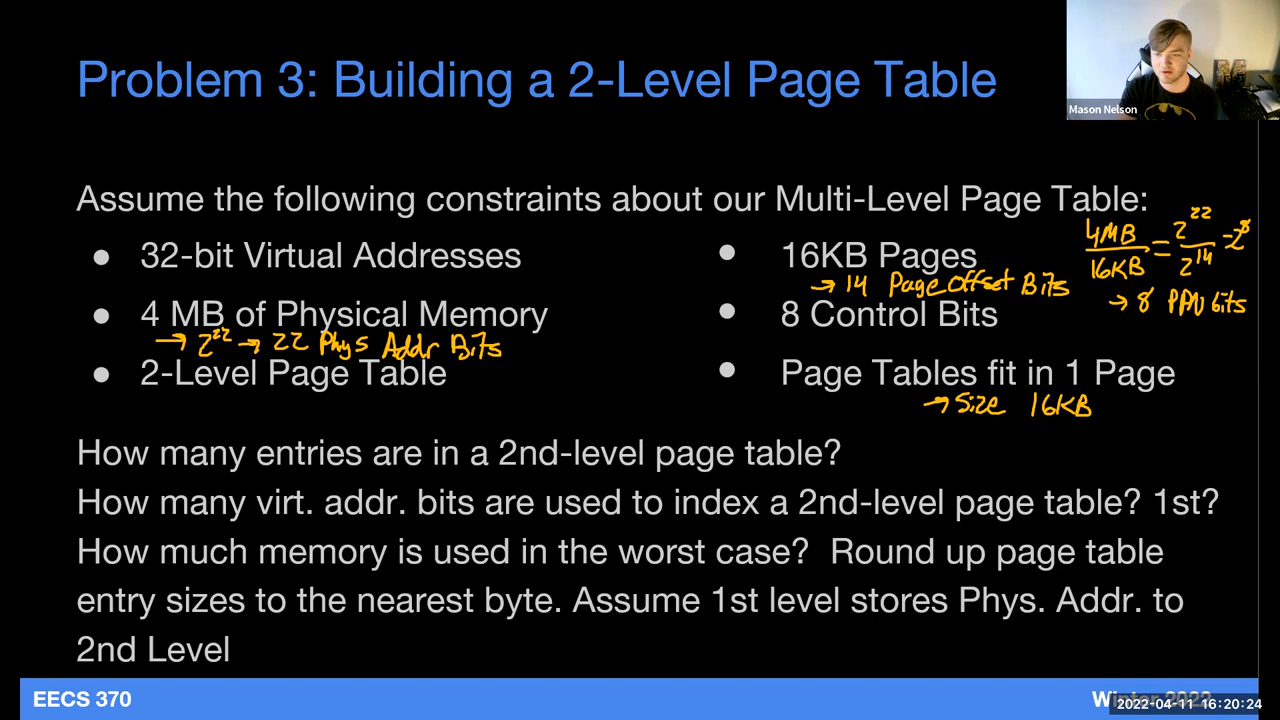 Problem 3: Building a 2-Level Page Table
Mason Nelson
Assume the following constraints about our Multi-Level Page Table:
● 32-bit Virtual Addresses
● 4 MB of Physical Memory
→ 2^22 → 22 Phys Addr Bits
● 2-Level Page Table
● 16KB Pages
→ 14 Page Offset Bits
4MB/16KB = 2^22/2^14 = 2^8
→ 8 PPN bits
● 8 Control Bits
● Page Tables fit in 1 Page
→ Size 16KB
How many entries are in a 2nd-level page table?
How many virt. addr. bits are used to index a 2nd-level page table? 1st?
How much memory is used in the worst case? Round up page table
entry sizes to the nearest byte. Assume 1st level stores Phys. Addr. to
2nd Level
EECS 370
Winter 2022
2022-04-11 16:20:24